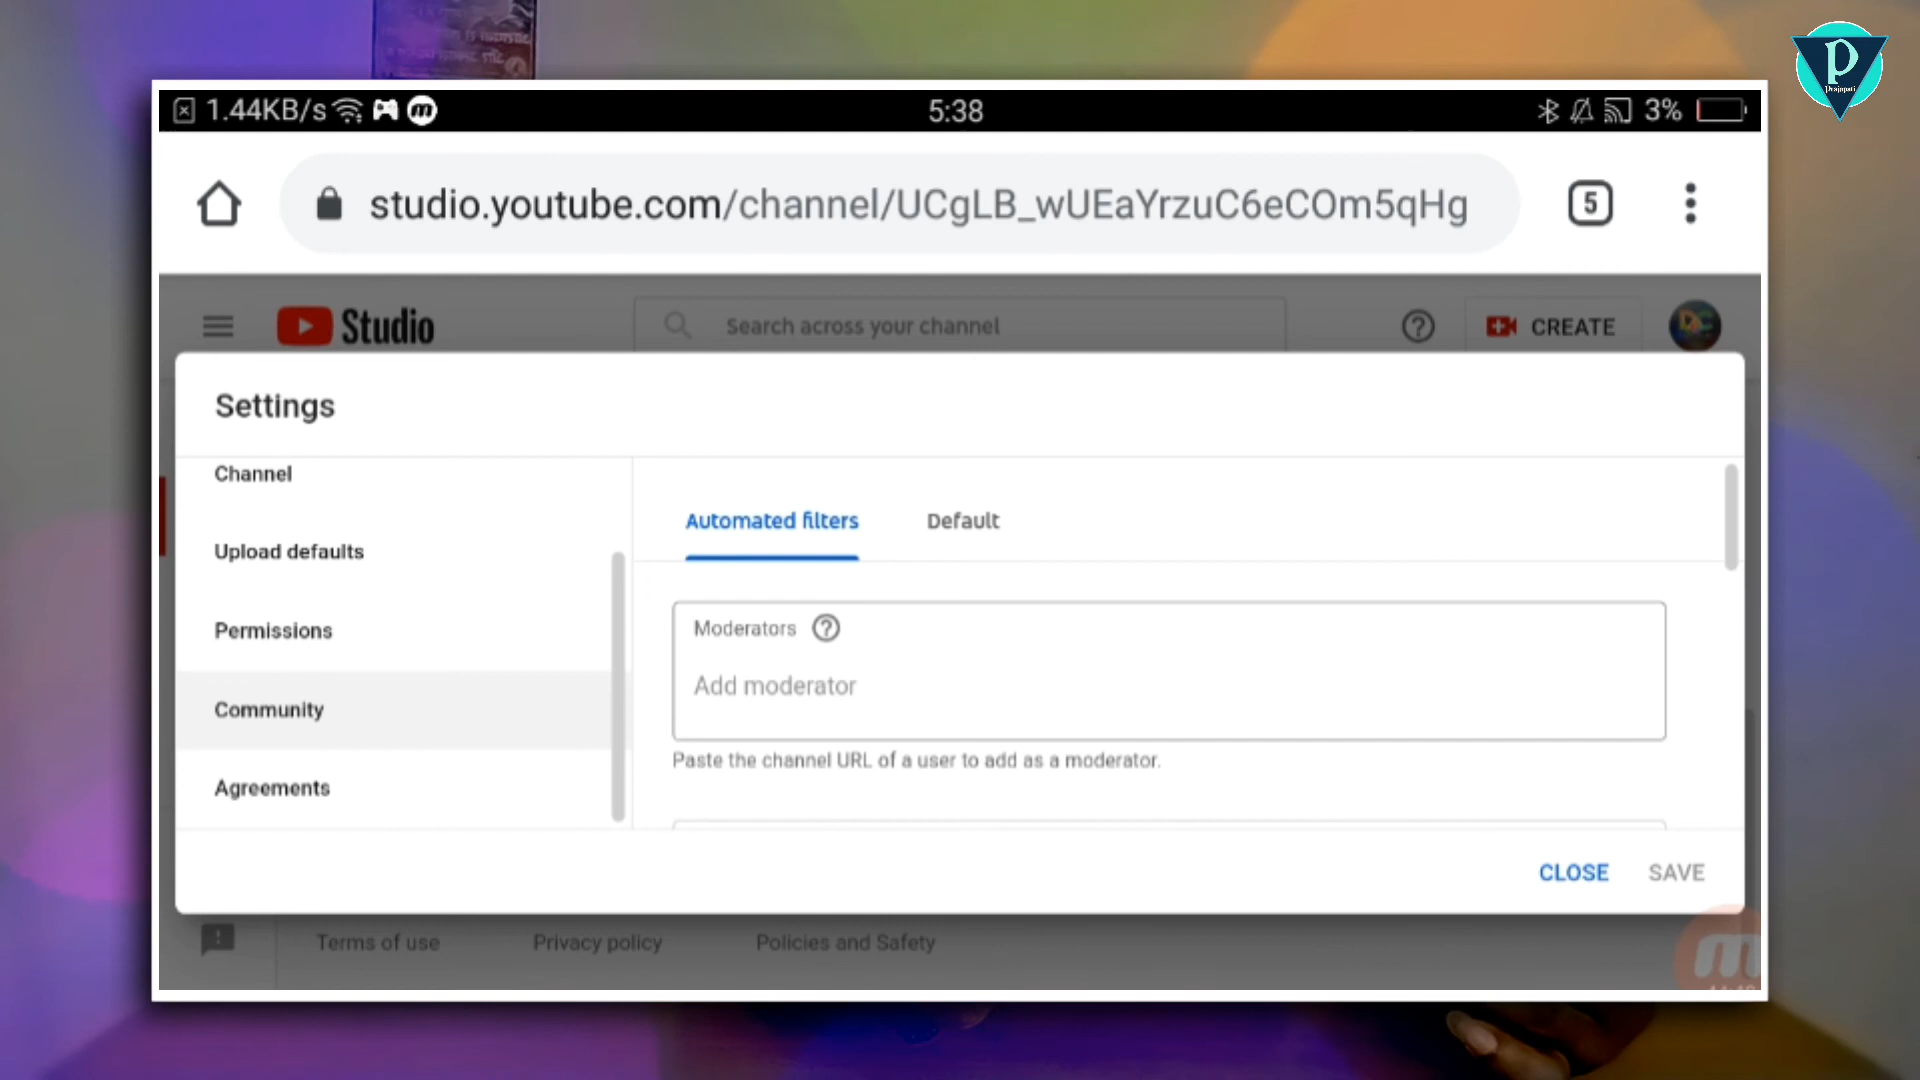 P
Prajapati
1.44KB/s
m
5:38
3%
studio.youtube.com/channel/UCgLB_wUEaYrzuC6eCOm5qHg
5
Studio
Search across your channel
?
CREATE
Settings
Channel
Upload defaults
Permissions
Community
Agreements
Automated filters
Default
Moderators ?
Add moderator
Paste the channel URL of a user to add as a moderator.
CLOSE
SAVE
!
Terms of use
Privacy policy
Policies and Safety
m